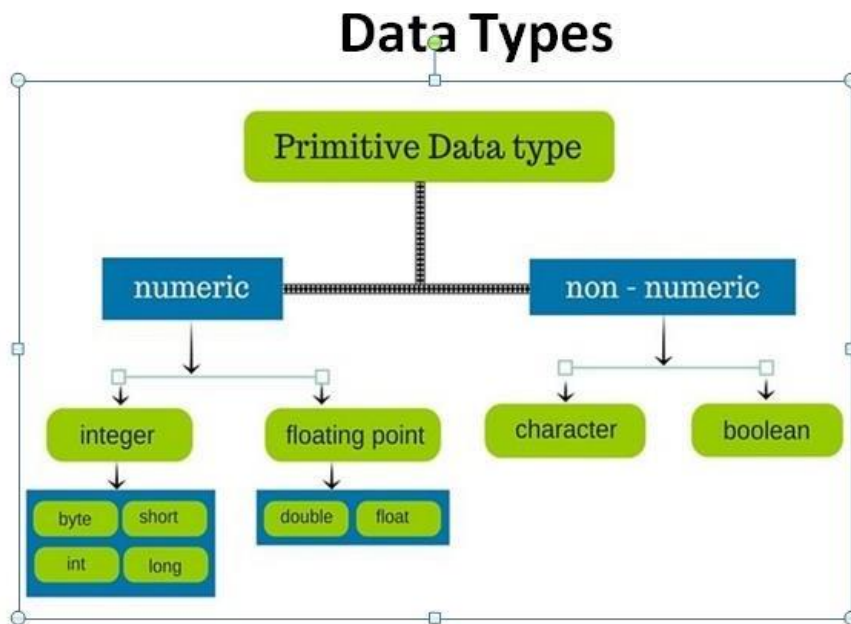 Data Types
Primitive Data type
numeric
non - numeric
integer
floating point
character
boolean
byte
short
double
float
int
long